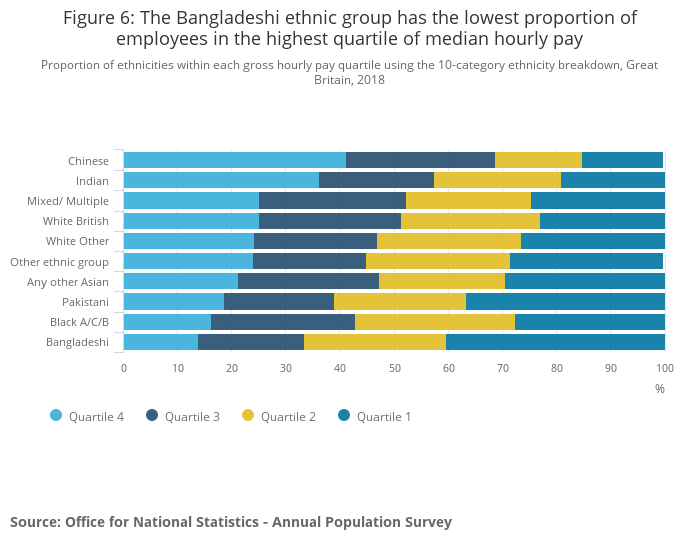 Figure 6: The Bangladeshi ethnic group has the lowest proportion of
employees in the highest quartile of median hourly pay
Proportion of ethnicities within each gross hourly pay quartile using the 10-category ethnicity breakdown, Great
Britain, 2018
Chinese
Indian
Mixed/ Multiple
White British
White Other
Other ethnic group
Any other Asian
Pakistani
Black A/C/B
Bangladeshi
0 10 20 30 40 50 60 70 80 90 100
%
Quartile 4 Quartile 3 Quartile 2 Quartile 1
Source: Office for National Statistics - Annual Population Survey